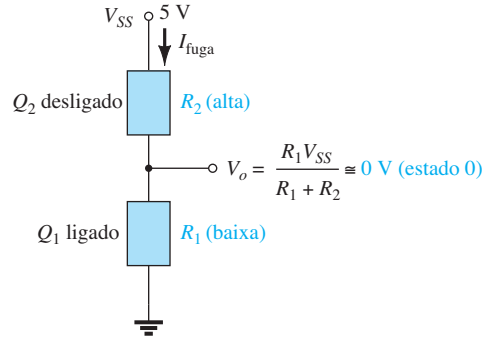 V_SS 5 V
I_fuga
Q_2 desligado R_2 (alta)
V_o = R_1V_SS / R_1 + R_2 ≅ 0 V (estado 0)
Q_1 ligado R_1 (baixa)